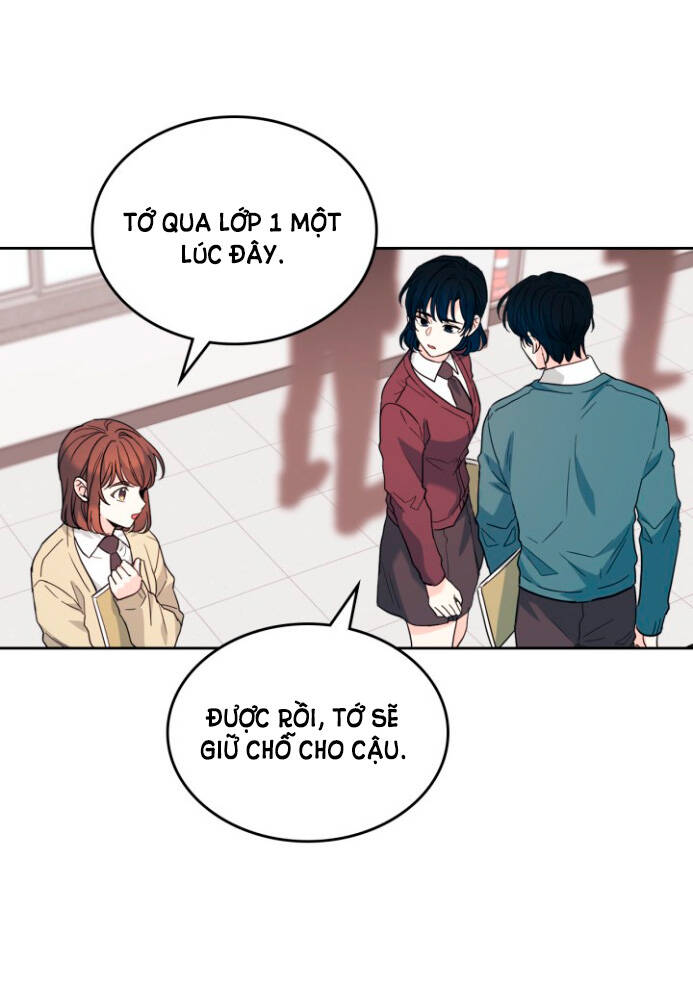 TỚ QUA LỚP 1 MỘT
LÚC ĐÂY.
ĐƯỢC RỒI, TỚ SẼ
GIỮ CHỖ CHO CẬU.